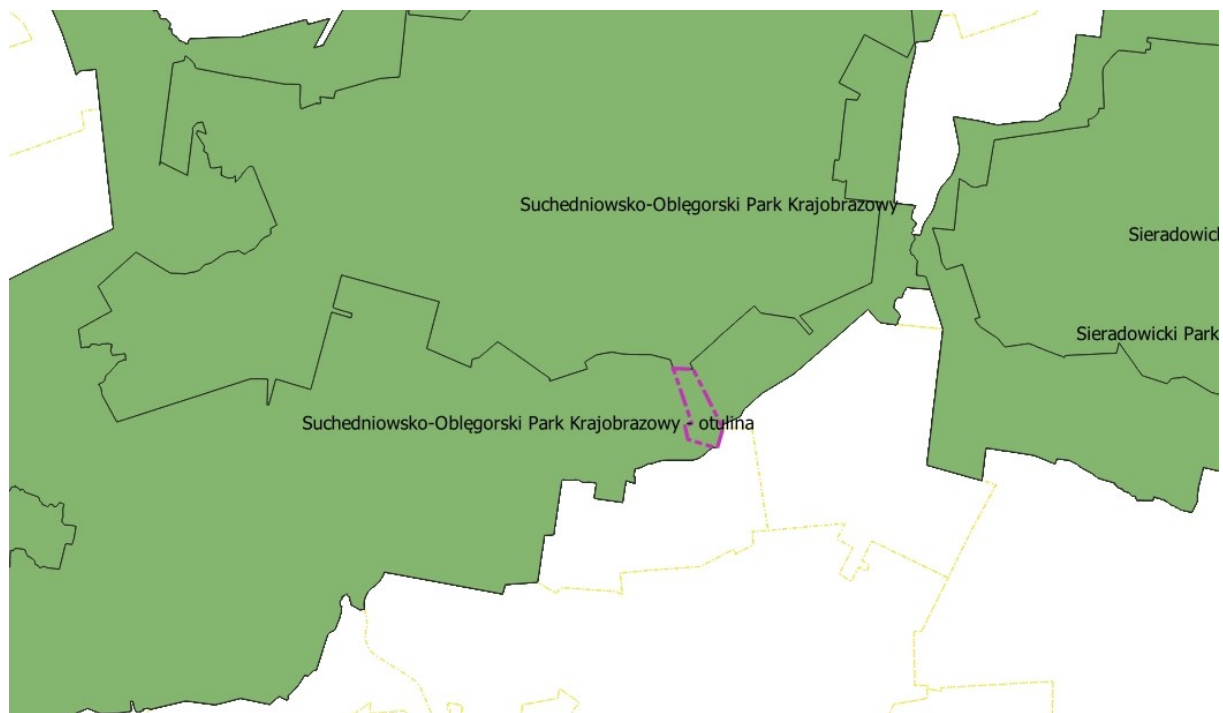 Suchedniowsko-Oblęgorski Park Krajobrazowy
Sieradowick
Sieradowicki Park
Suchedniowsko-Oblęgorski Park Krajobrazowy - otulina